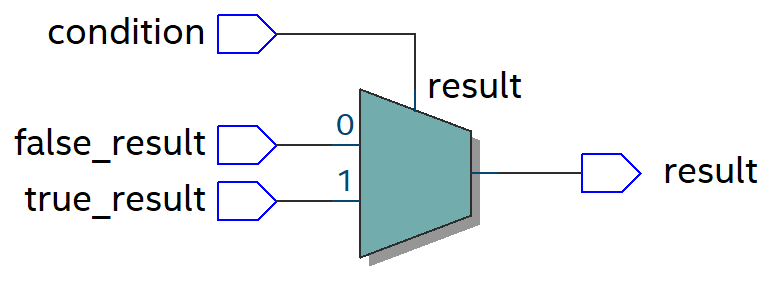 condition
result
0
false_result
1
true_result
result